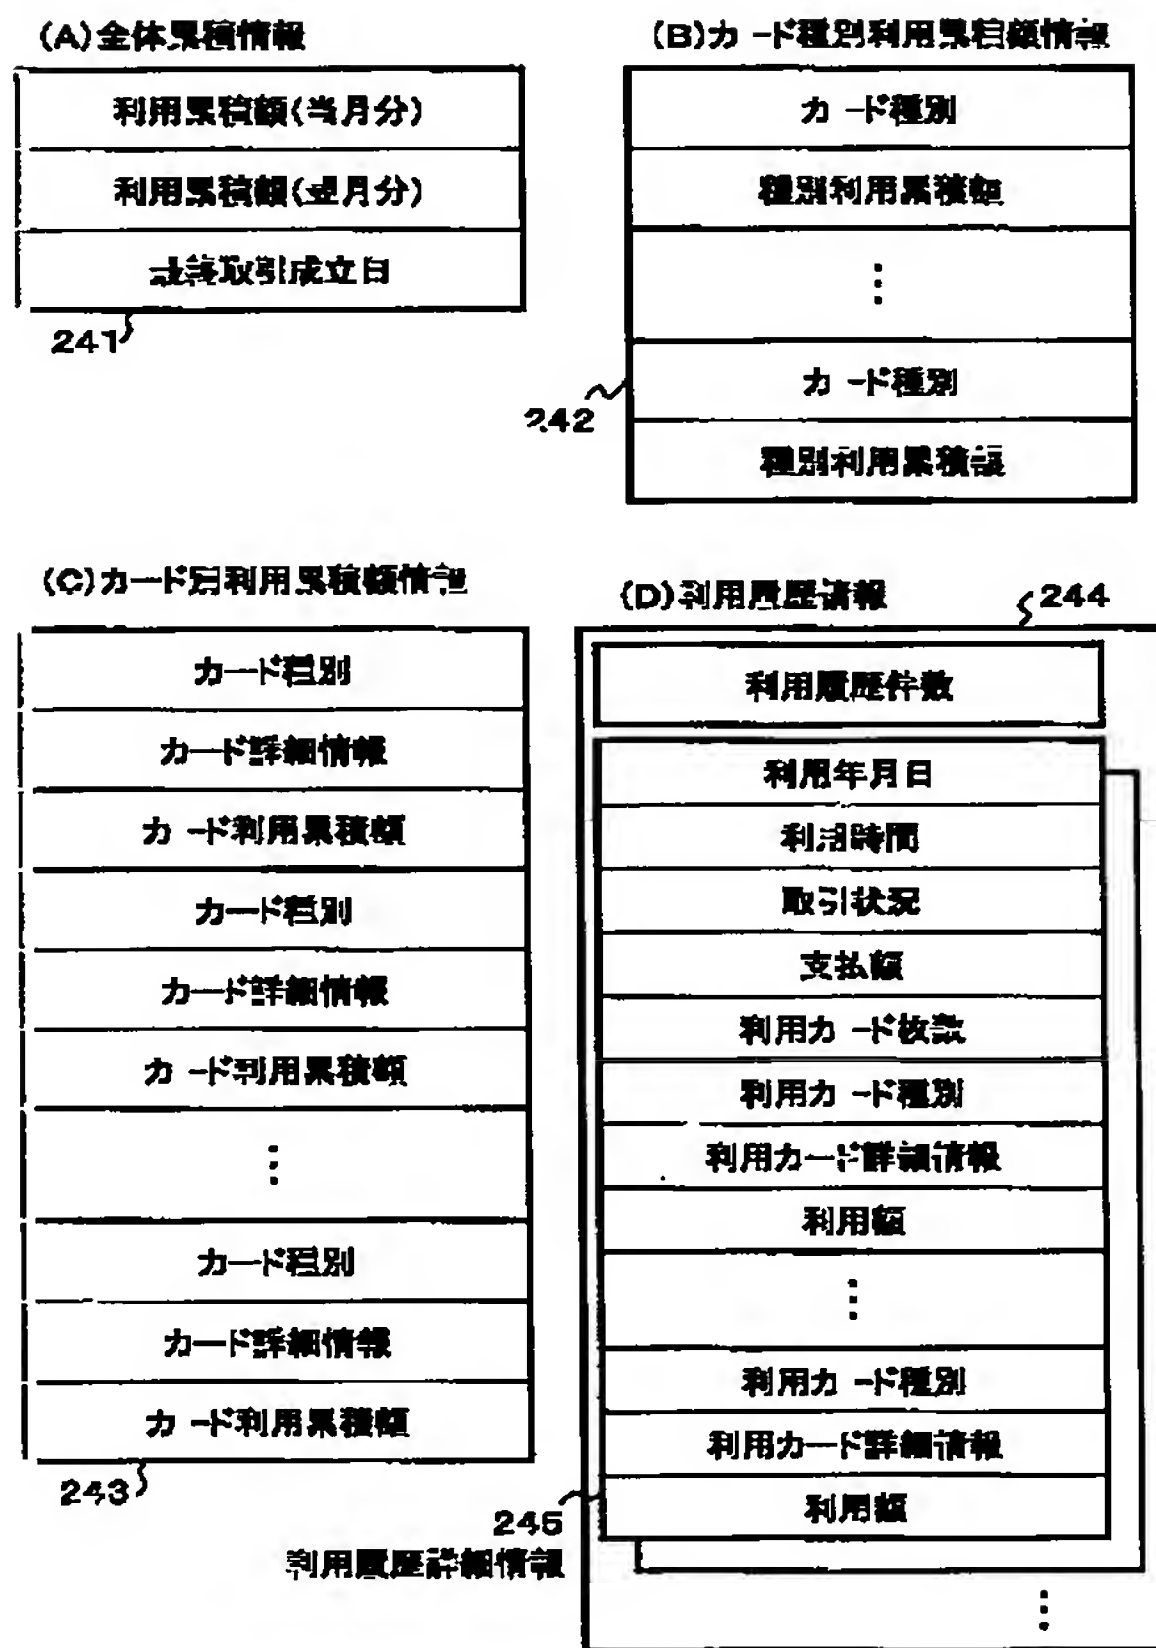 (A)全体累積情報
利用累積額(当月分)
利用累積額(翌月分)
最終取引成立日
241
(B)カード種別利用累積額情報
カード種別
種別利用累積額
⋮
カード種別
種別利用累積額
242
(C)カード別利用累積額情報
カード種別
カード詳細情報
カード利用累積額
カード種別
カード詳細情報
カード利用累積額
⋮
カード種別
カード詳細情報
カード利用累積額
243
(D)利用履歴情報
244
利用履歴件数
利用年月日
利用時間
取引状況
支払額
利用カード枚数
利用カード種別
利用カード詳細情報
利用額
⋮
利用カード種別
利用カード詳細情報
利用額
245
利用履歴詳細情報
⋮